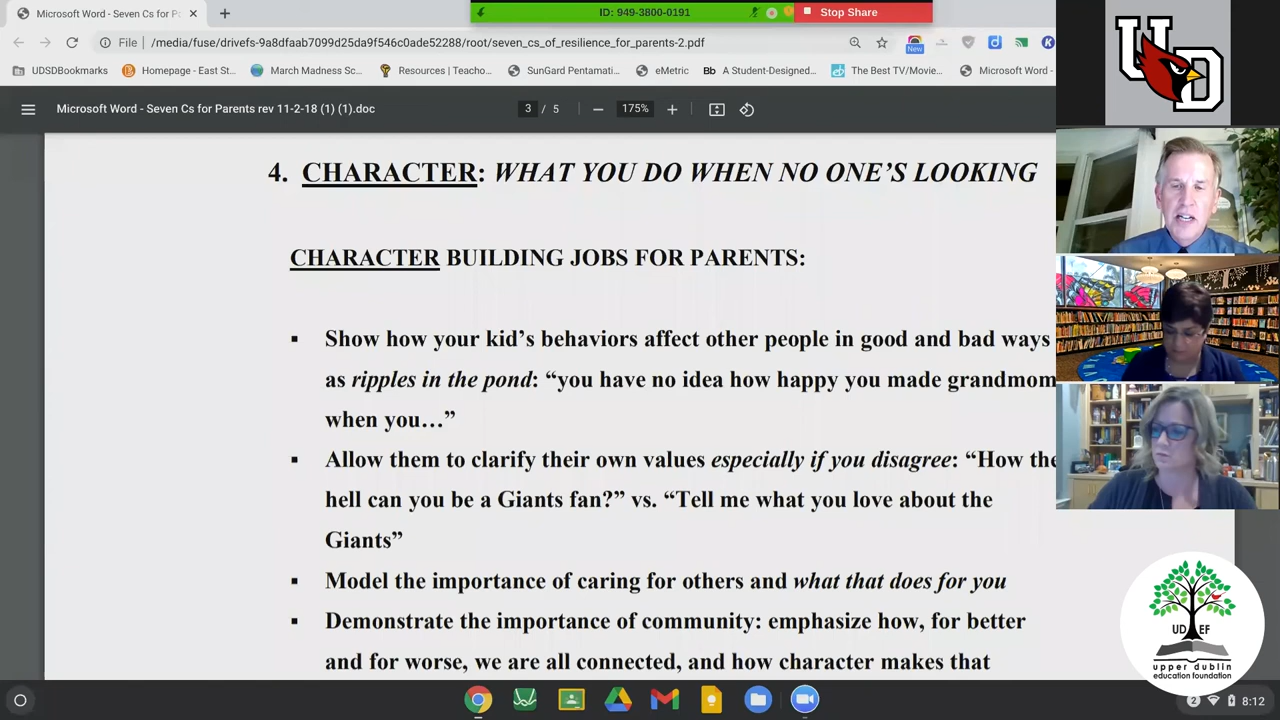 Microsoft Word - Seven Cs for P
ID: 949-3800-0191
Stop Share
File
/media/fuse/drivefs-9a8dfaab7099d23da9f546c0ade52c88/root/seven_cs_of_resilience_for_parents-2.pdf
New
UDSDBookmarks
Homepage - East St...
March Madness Sc...
Resources | Teache...
SunGard Pentamati...
eMetric
Bb A Student-Designed...
The Best TV/Movie...
Microsoft Word -
Microsoft Word - Seven Cs for Parents rev 11-2-18 (1) (1).doc
3 / 5
175%
4. CHARACTER: WHAT YOU DO WHEN NO ONE’S LOOKING
CHARACTER BUILDING JOBS FOR PARENTS:
▪ Show how your kid’s behaviors affect other people in good and bad ways
as ripples in the pond: “you have no idea how happy you made grandmom
when you…”
▪ Allow them to clarify their own values especially if you disagree: “How the
hell can you be a Giants fan?” vs. “Tell me what you love about the
Giants”
▪ Model the importance of caring for others and what that does for you
▪ Demonstrate the importance of community: emphasize how, for better
and for worse, we are all connected, and how character makes that
UD
UD EF
upper dublin
education foundation
2
8:12